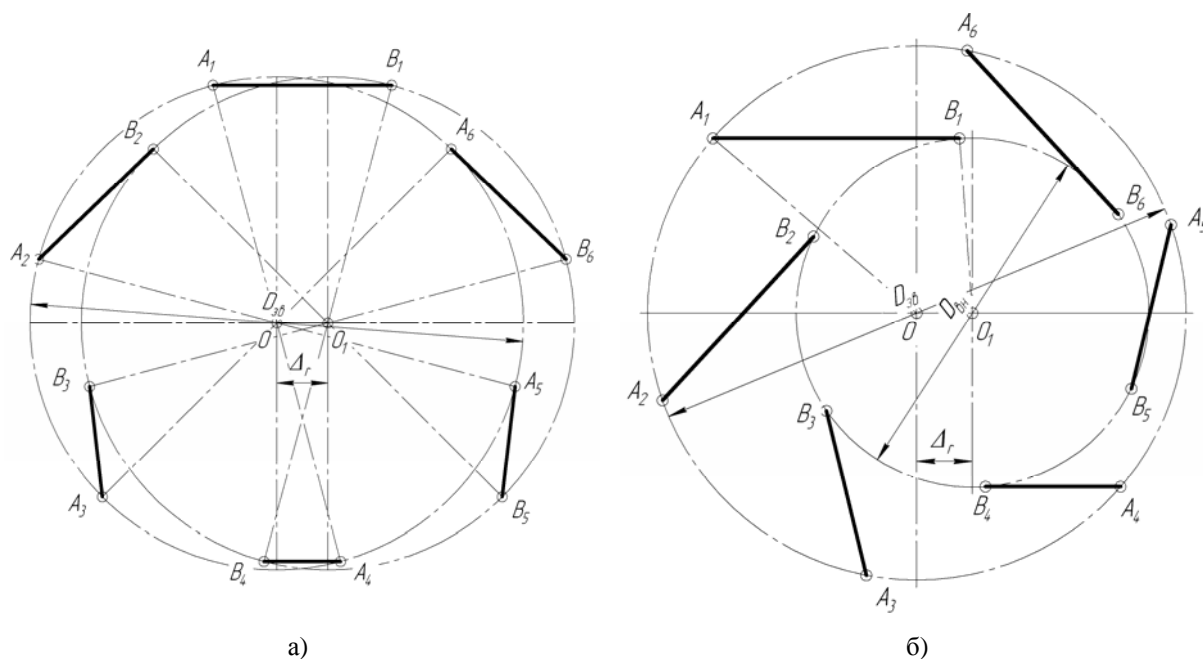 A₁ B₁
B₂ A₆
A₂ B₆
Dзв
O O₁
Δr
B₃ A₅
A₃ B₅
B₄ A₄
а)
A₆
A₁ B₁
B₂ B₆ A₅
Dзв Dвн
O O₁
A₂ B₃ B₅
Δr
B₄ A₄
A₃
б)